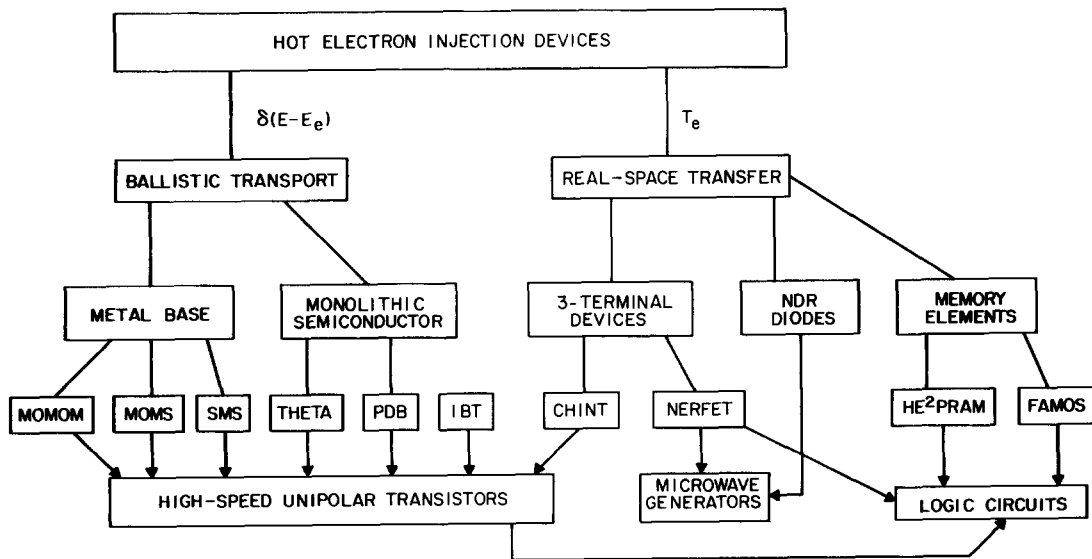 HOT ELECTRON INJECTION DEVICES
δ(E−Ee)
Te
BALLISTIC TRANSPORT
REAL-SPACE TRANSFER
METAL BASE
MONOLITHIC
SEMICONDUCTOR
3-TERMINAL
DEVICES
NDR
DIODES
MEMORY
ELEMENTS
MOMOM
MOMS
SMS
THETA
PDB
IBT
CHINT
NERFET
HE²PRAM
FAMOS
HIGH-SPEED UNIPOLAR TRANSISTORS
MICROWAVE
GENERATORS
LOGIC CIRCUITS